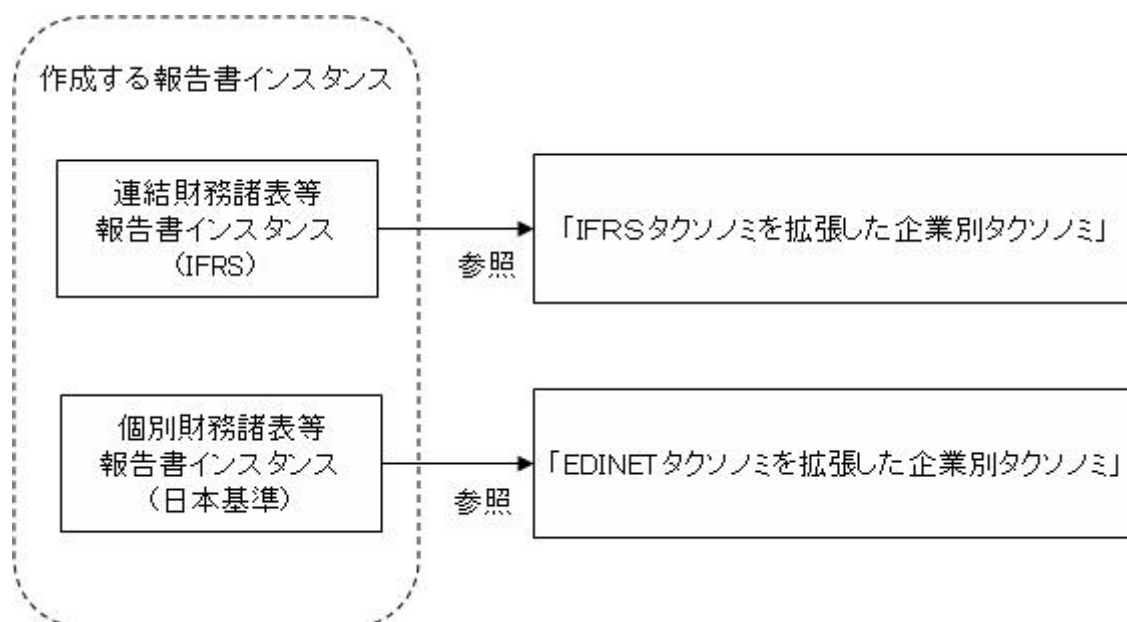 作成する報告書インスタンス
連結財務諸表等
報告書インスタンス
(IFRS)
参照
「IFRSタクソノミを拡張した企業別タクソノミ」
個別財務諸表等
報告書インスタンス
(日本基準)
参照
「EDINETタクソノミを拡張した企業別タクソノミ」